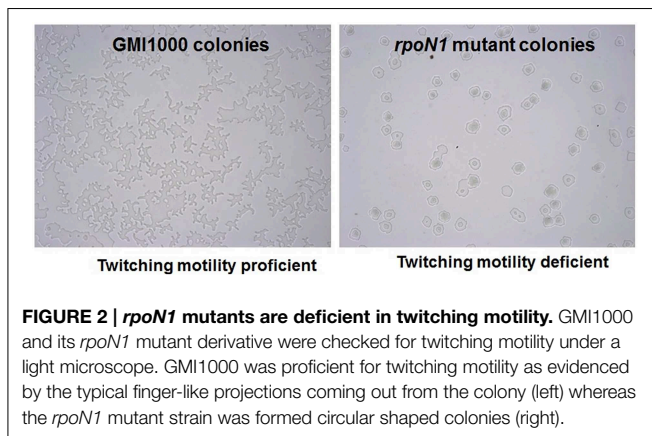 GMI1000 colonies
rpoN1 mutant colonies
Twitching motility proficient
Twitching motility deficient
FIGURE 2 | rpoN1 mutants are deficient in twitching motility. GMI1000
and its rpoN1 mutant derivative were checked for twitching motility under a
light microscope. GMI1000 was proficient for twitching motility as evidenced
by the typical finger-like projections coming out from the colony (left) whereas
the rpoN1 mutant strain was formed circular shaped colonies (right).